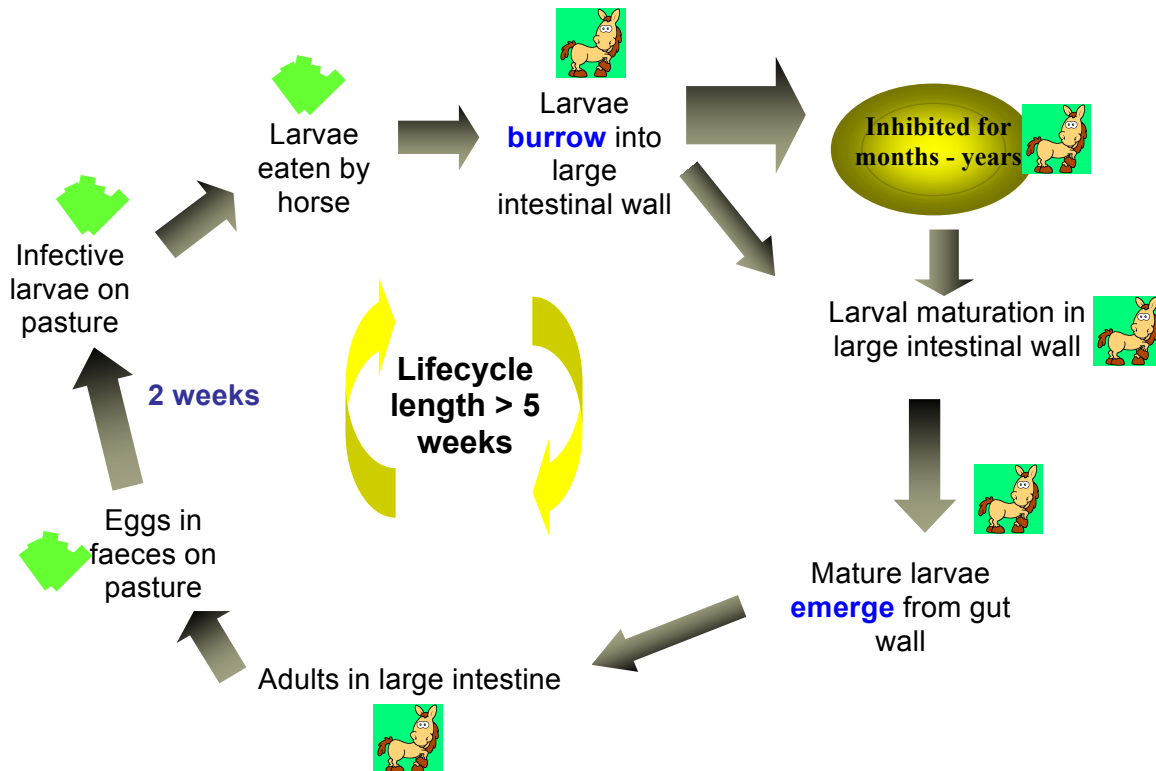 Larvae
burrow into
large
intestinal wall
Inhibited for
months - years
Larvae
eaten by
horse
Infective
larvae on
pasture
Larval maturation in
large intestinal wall
2 weeks
Lifecycle
length > 5
weeks
Eggs in
faeces on
pasture
Mature larvae
emerge from gut
wall
Adults in large intestine